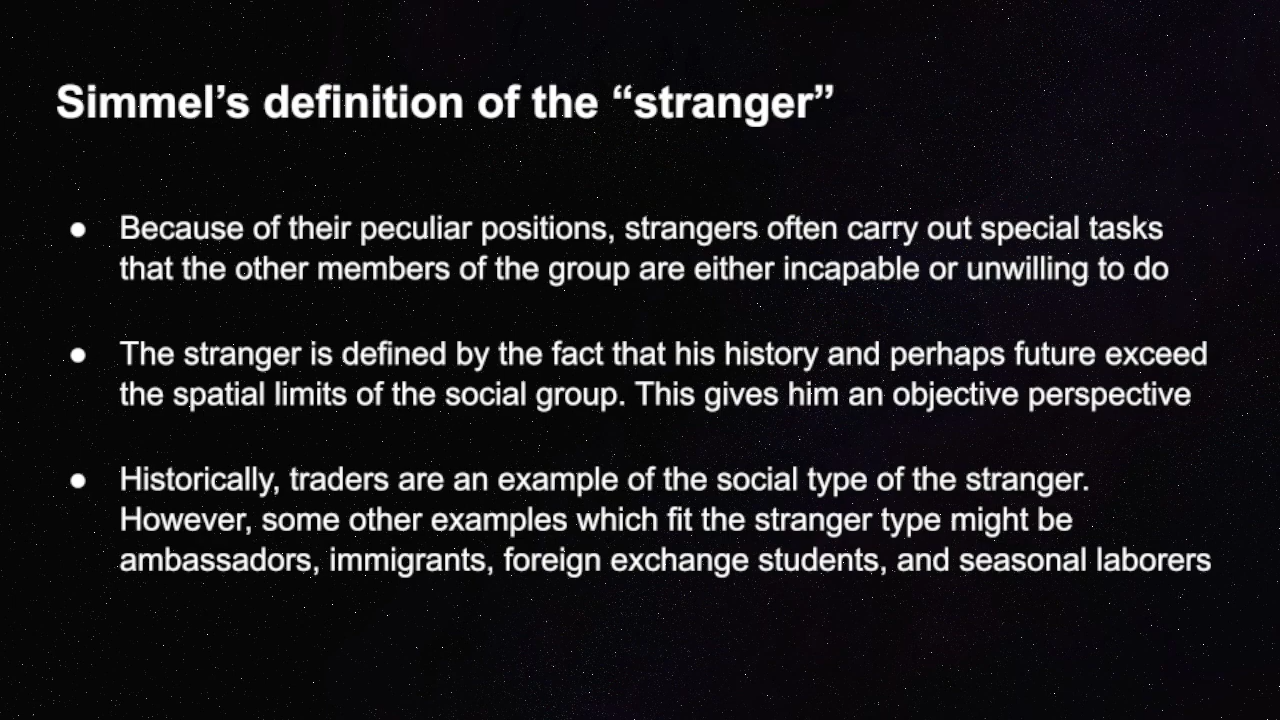 Simmel’s definition of the “stranger”
● Because of their peculiar positions, strangers often carry out special tasks
that the other members of the group are either incapable or unwilling to do
● The stranger is defined by the fact that his history and perhaps future exceed
the spatial limits of the social group. This gives him an objective perspective
● Historically, traders are an example of the social type of the stranger.
However, some other examples which fit the stranger type might be
ambassadors, immigrants, foreign exchange students, and seasonal laborers